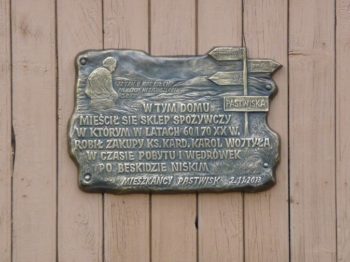 PASTWISKA
W TYM DOMU
MIEŚCIŁ SIĘ SKLEP SPOŻYWCZY
W KTÓRYM W LATACH 60 I 70 XX W.
ROBIŁ ZAKUPY KS. KARD. KAROL WOJTYŁA
W CZASIE POBYTU I WĘDRÓWEK
PO BESKIDZIE NISKIM
MIESZKAŃCY PASTWISK